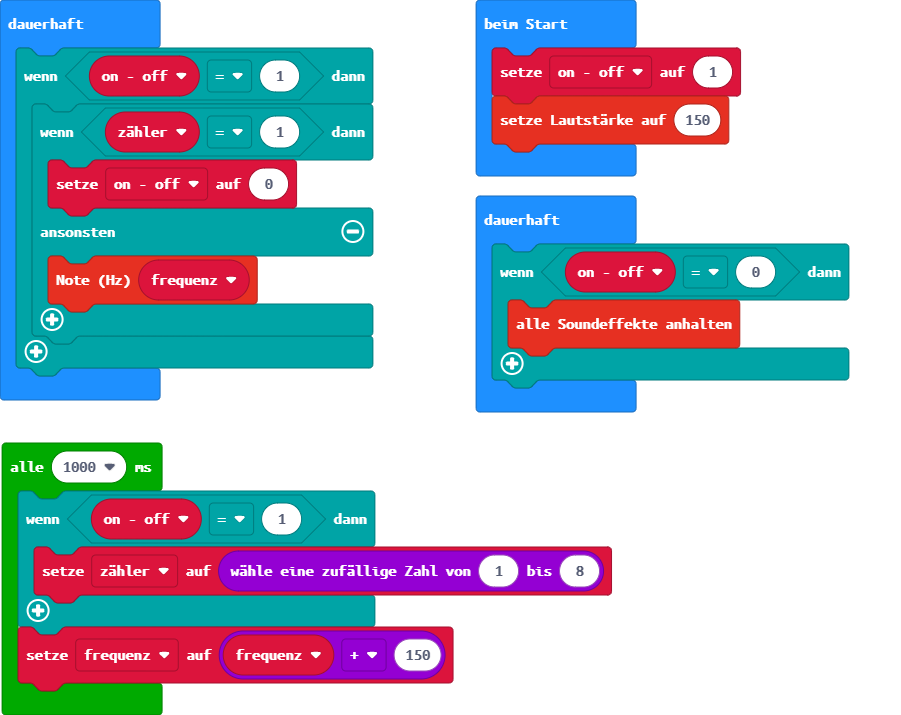 dauerhaft
wenn on - off = 1 dann
wenn zähler = 1 dann
setze on - off auf 0
ansonsten
Note (Hz) frequenz
beim Start
setze on - off auf 1
setze Lautstärke auf 150
dauerhaft
wenn on - off = 0 dann
alle Soundeffekte anhalten
alle 1000 ms
wenn on - off = 1 dann
setze zähler auf wähle eine zufällige Zahl von 1 bis 8
setze frequenz auf frequenz + 150